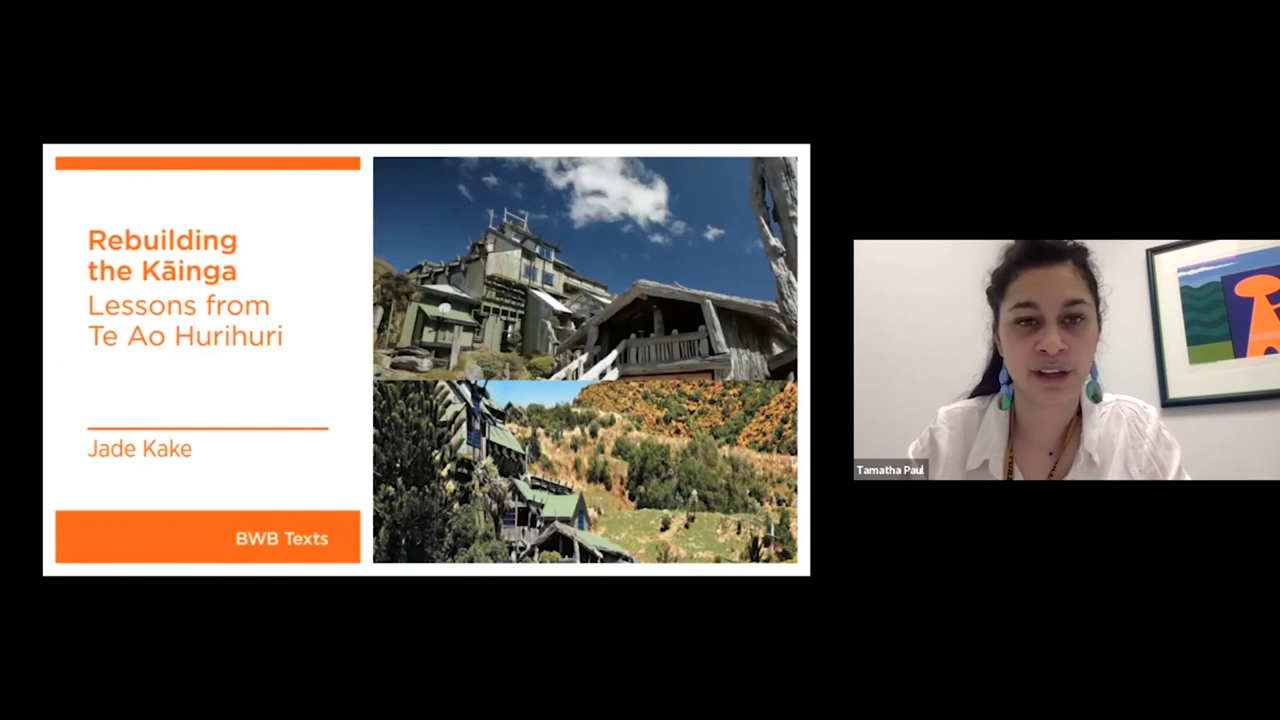 Rebuilding
the Kāinga
Lessons from
Te Ao Hurihuri
Jade Kake
BWB Texts
Tamatha Paul